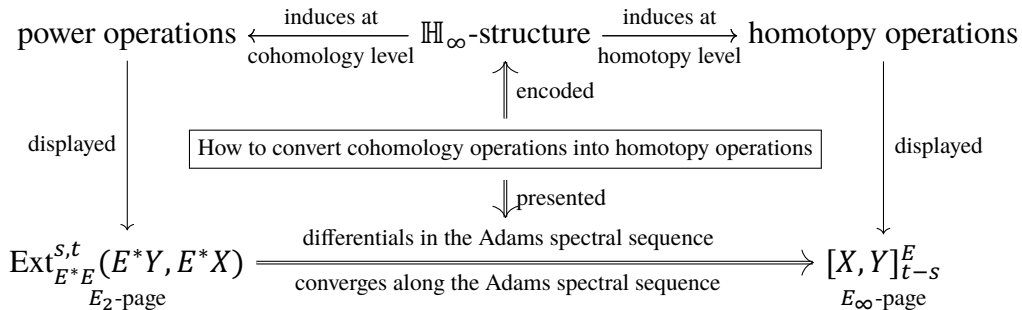 power operations induces at cohomology level ℍ∞-structure induces at homotopy level homotopy operations
displayed encoded displayed
How to convert cohomology operations into homotopy operations
presented
differentials in the Adams spectral sequence
Ext^{s,t}_{E^*E}(E^*Y, E^*X) [X,Y]^E_{t-s}
converges along the Adams spectral sequence
E_2-page E_∞-page